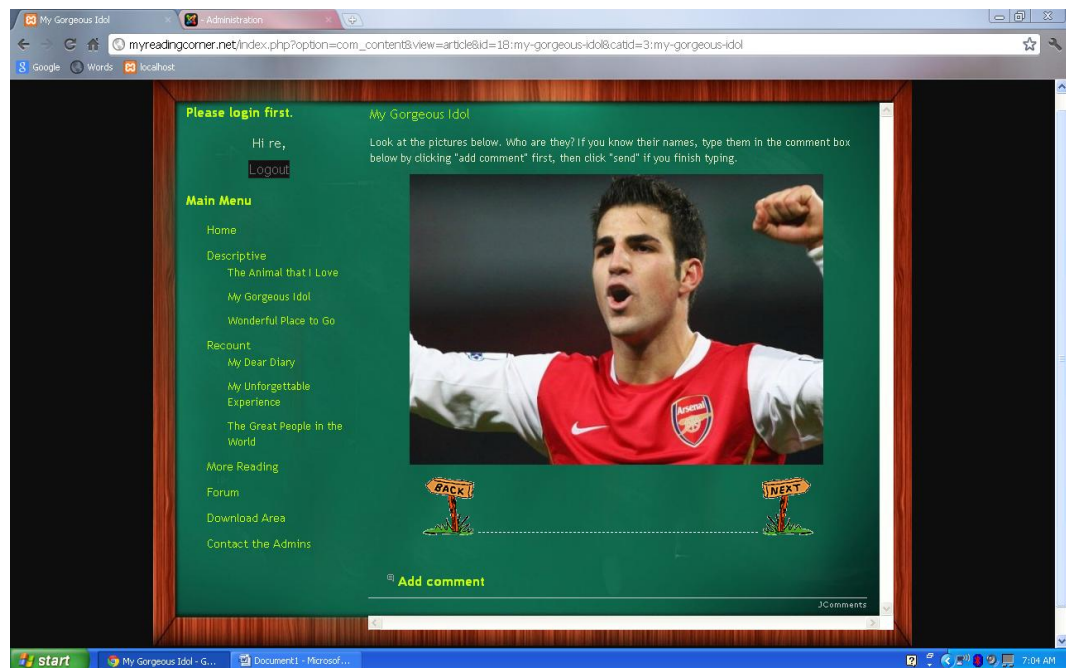 My Gorgeous Idol
- Administration
myreadingcorner.net/index.php?option=com_content&view=article&id=18:my-gorgeous-idol&catid=3:my-gorgeous-idol
Google
Words
localhost
Please login first.
Hi re,
Logout
Main Menu
Home
Descriptive
The Animal that I Love
My Gorgeous Idol
Wonderful Place to Go
Recount
My Dear Diary
My Unforgettable
Experience
The Great People in the
World
More Reading
Forum
Download Area
Contact the Admins
My Gorgeous Idol
Look at the pictures below. Who are they? If you know their names, type them in the comment box
below by clicking "add comment" first, then click "send" if you finish typing.
Arsenal
BACK
NEXT
Add comment
JComments
start
My Gorgeous Idol - G...
Document1 - Microsof...
7:04 AM